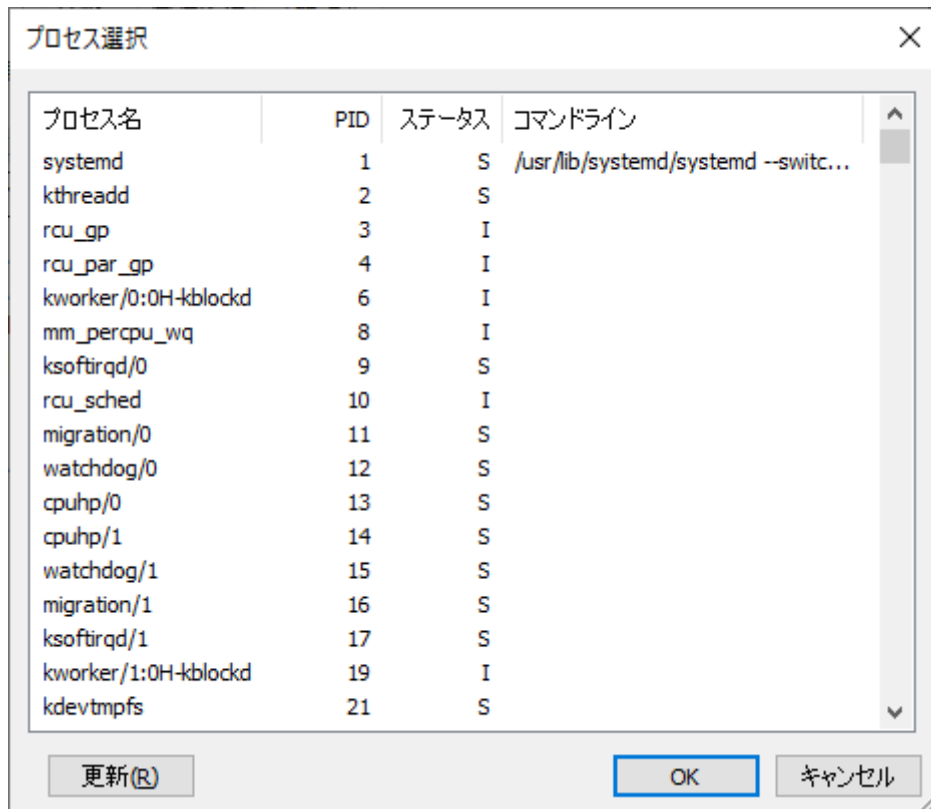 プロセス選択
プロセス名 PID ステータス コマンドライン
systemd 1 S /usr/lib/systemd/systemd --switc...
kthreadd 2 S
rcu_gp 3 I
rcu_par_gp 4 I
kworker/0:0H-kblockd 6 I
mm_percpu_wq 8 I
ksoftirqd/0 9 S
rcu_sched 10 I
migration/0 11 S
watchdog/0 12 S
cpuhp/0 13 S
cpuhp/1 14 S
watchdog/1 15 S
migration/1 16 S
ksoftirqd/1 17 S
kworker/1:0H-kblockd 19 I
kdevtmpfs 21 S
更新(R) OK キャンセル